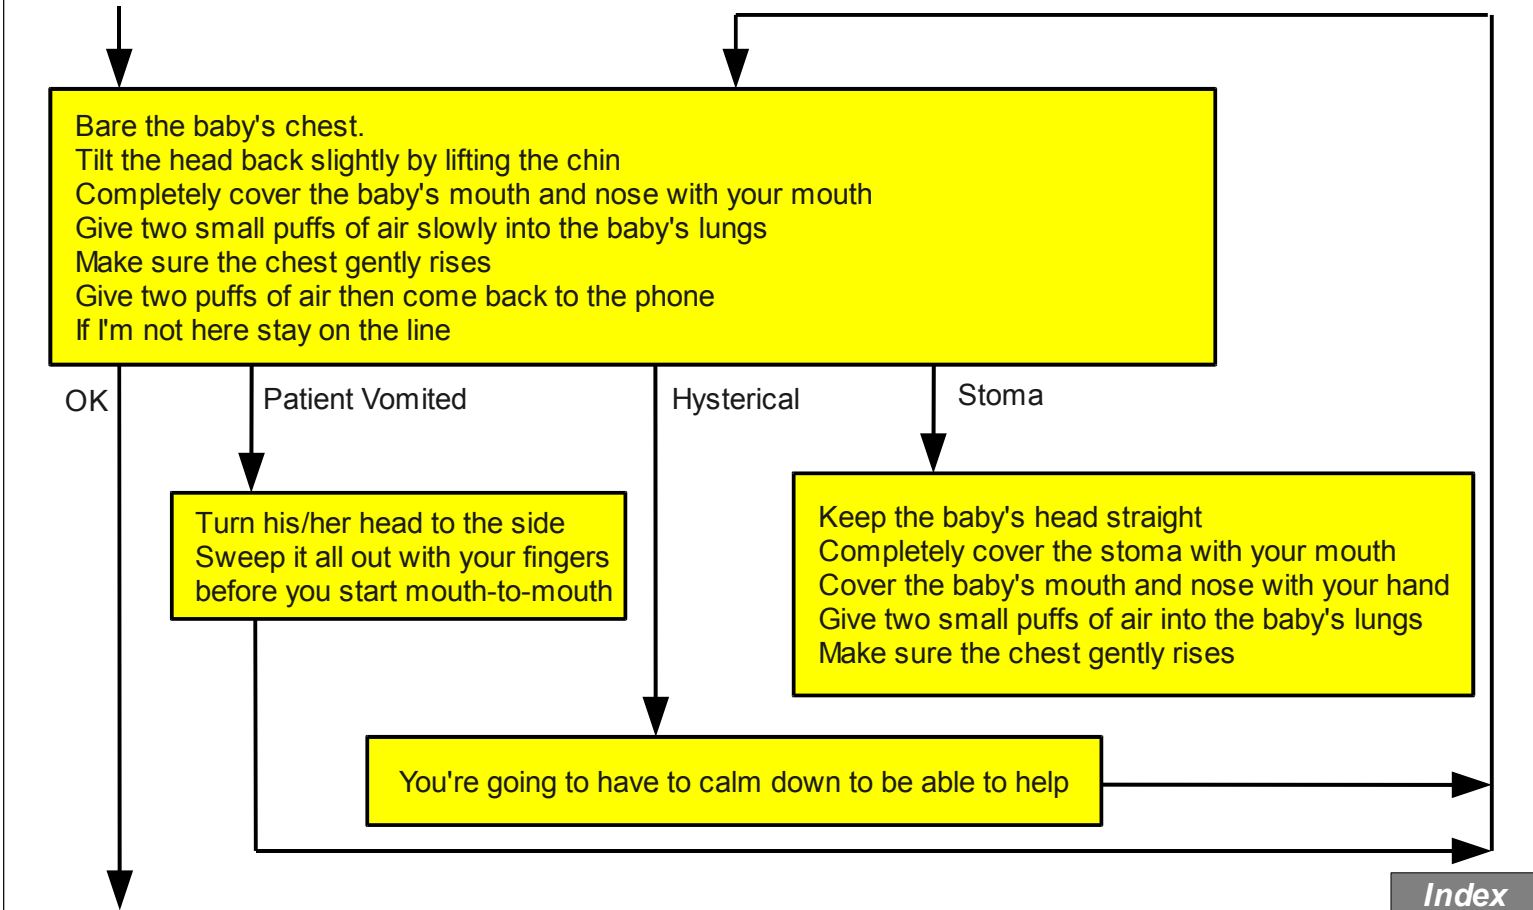 Bare the baby's chest.
Tilt the head back slightly by lifting the chin
Completely cover the baby's mouth and nose with your mouth
Give two small puffs of air slowly into the baby's lungs
Make sure the chest gently rises
Give two puffs of air then come back to the phone
If I'm not here stay on the line
OK
Patient Vomited
Hysterical
Stoma
Turn his/her head to the side
Sweep it all out with your fingers
before you start mouth-to-mouth
Keep the baby's head straight
Completely cover the stoma with your mouth
Cover the baby's mouth and nose with your hand
Give two small puffs of air into the baby's lungs
Make sure the chest gently rises
You're going to have to calm down to be able to help
Index